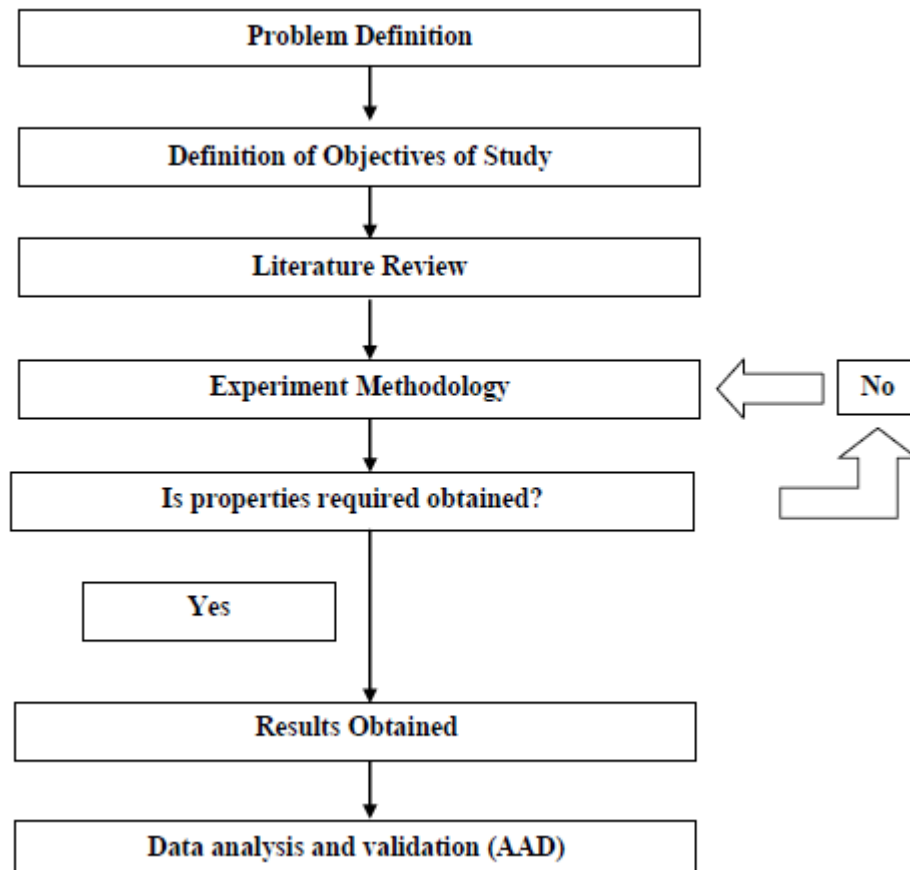 Problem Definition
Definition of Objectives of Study
Literature Review
Experiment Methodology
No
Is properties required obtained?
Yes
Results Obtained
Data analysis and validation (AAD)